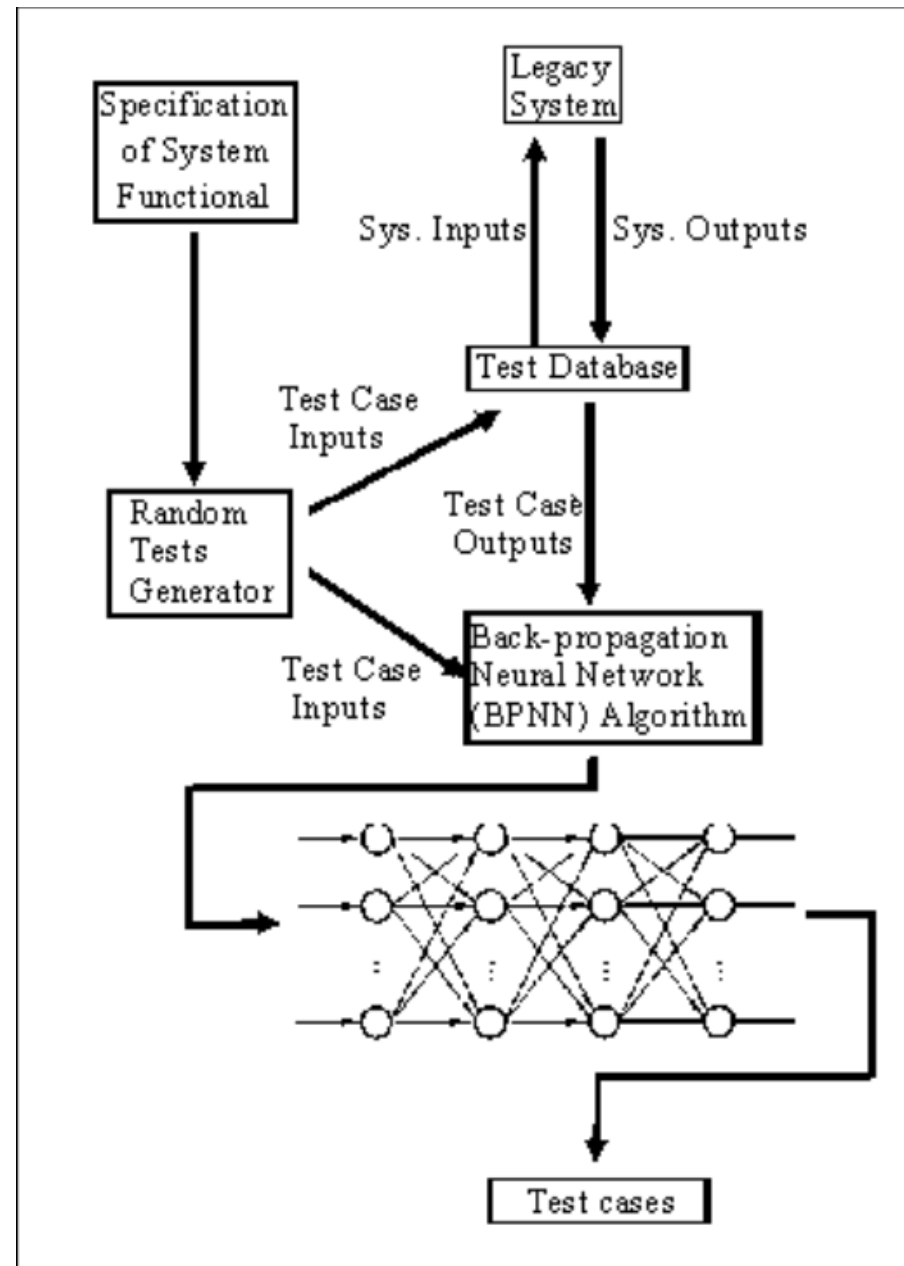 Specification
of System
Functional
Legacy
System
Sys. Inputs
Sys. Outputs
Test Database
Test Case
Inputs
Random
Tests
Generator
Test Case
Outputs
Test Case
Inputs
Back-propagation
Neural Network
(BPNN) Algorithm
Test cases